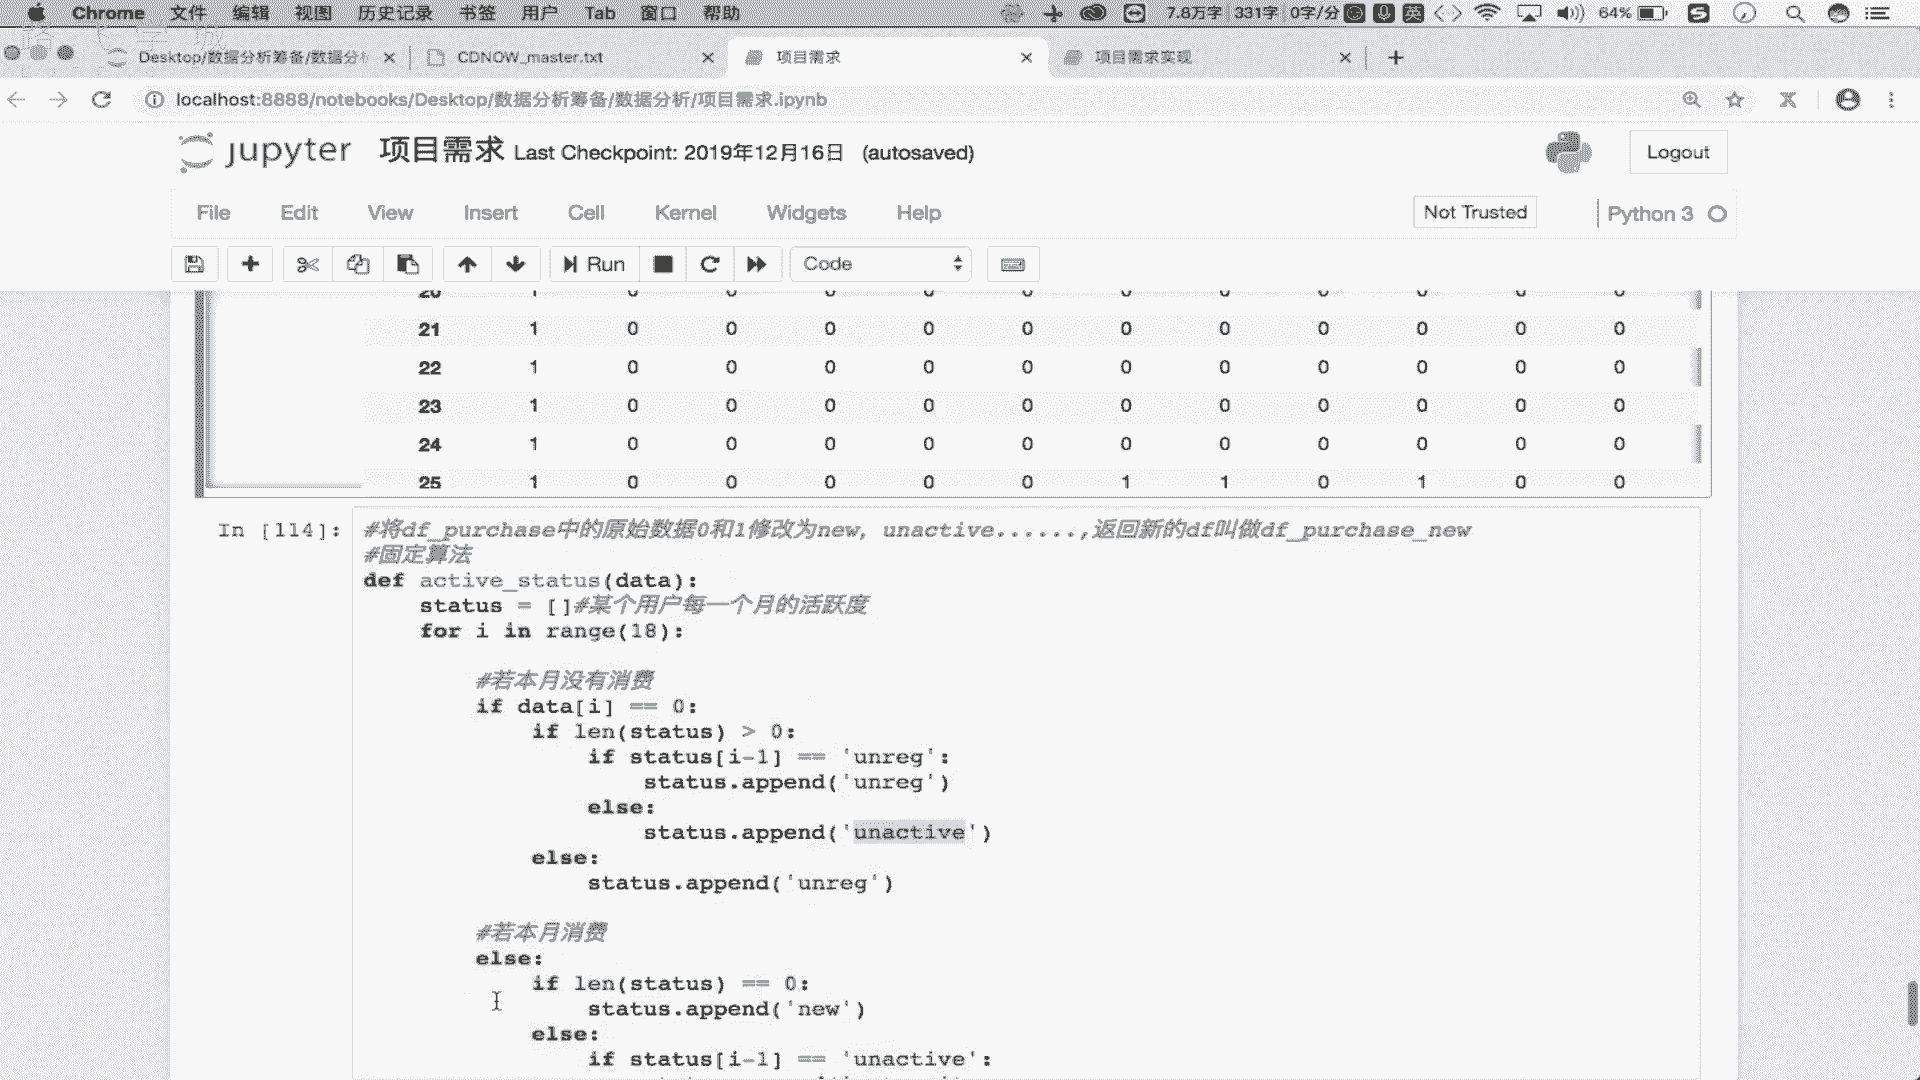 Chrome 文件 编辑 视图 历史记录 书签 用户 Tab 窗口 帮助 7.8万字 331字 0字/分 英 64%
Desktop/数据分析筹备/数据分析 CDNOW_master.txt 项目需求 项目需求实现
localhost:8888/notebooks/Desktop/数据分析筹备/数据分析/项目需求.ipynb
jupyter 项目需求 Last Checkpoint: 2019年12月16日 (autosaved) Logout
File Edit View Insert Cell Kernel Widgets Help Not Trusted Python 3
Run Code
20 1 0 0 0 0 0 0 0 0 0 0 0
21 1 0 0 0 0 0 0 0 0 0 0 0
22 1 0 0 0 0 0 0 0 0 0 0 0
23 1 0 0 0 0 0 0 0 0 0 0 0
24 1 0 0 0 0 0 0 0 0 0 0 0
25 1 0 0 0 0 0 1 1 0 1 0 0
In [114]: #将df_purchase中的原始数据0和1修改为new, unactive......,返回新的df叫做df_purchase_new
#固定算法
def active_status(data):
status = []#某个用户每一个月的活跃度
for i in range(18):
#若本月没有消费
if data[i] == 0:
if len(status) > 0:
if status[i-1] == 'unreg':
status.append('unreg')
else:
status.append('unactive')
else:
status.append('unreg')
#若本月消费
else:
if len(status) == 0:
status.append('new')
else:
if status[i-1] == 'unactive':